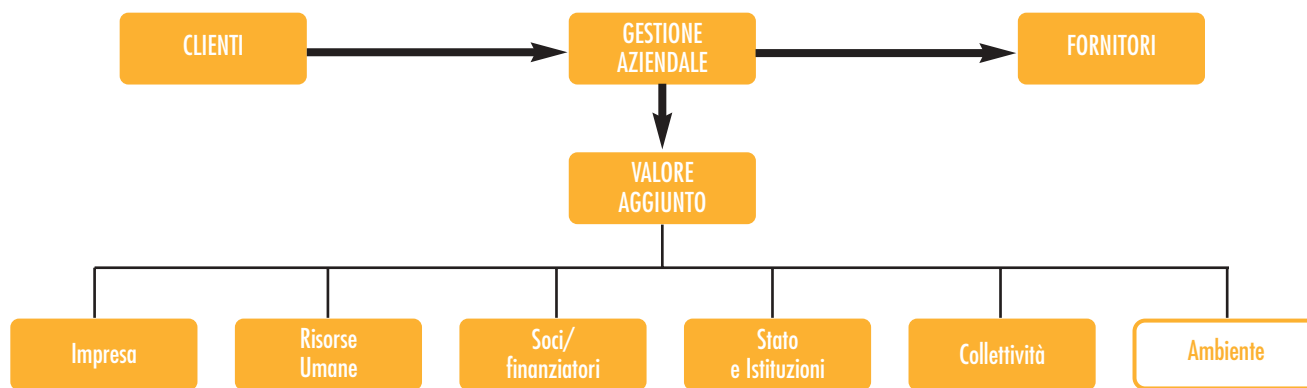 CLIENTI
GESTIONE
AZIENDALE
FORNITORI
VALORE
AGGIUNTO
Impresa
Risorse
Umane
Soci/
finanziatori
Stato
e Istituzioni
Collettività
Ambiente